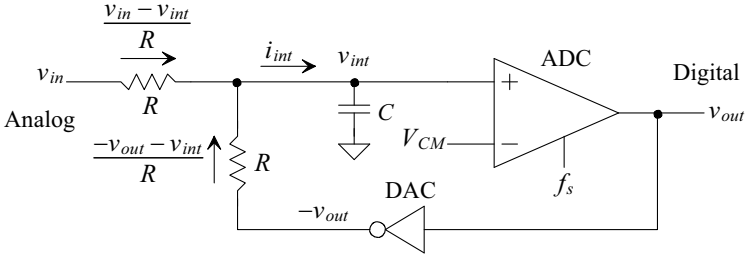 v_in − v_int
R
i_int
v_int
ADC
v_in
+
Digital
R
C
v_out
Analog
−v_out − v_int
R
R
V_CM
−
f_s
DAC
−v_out